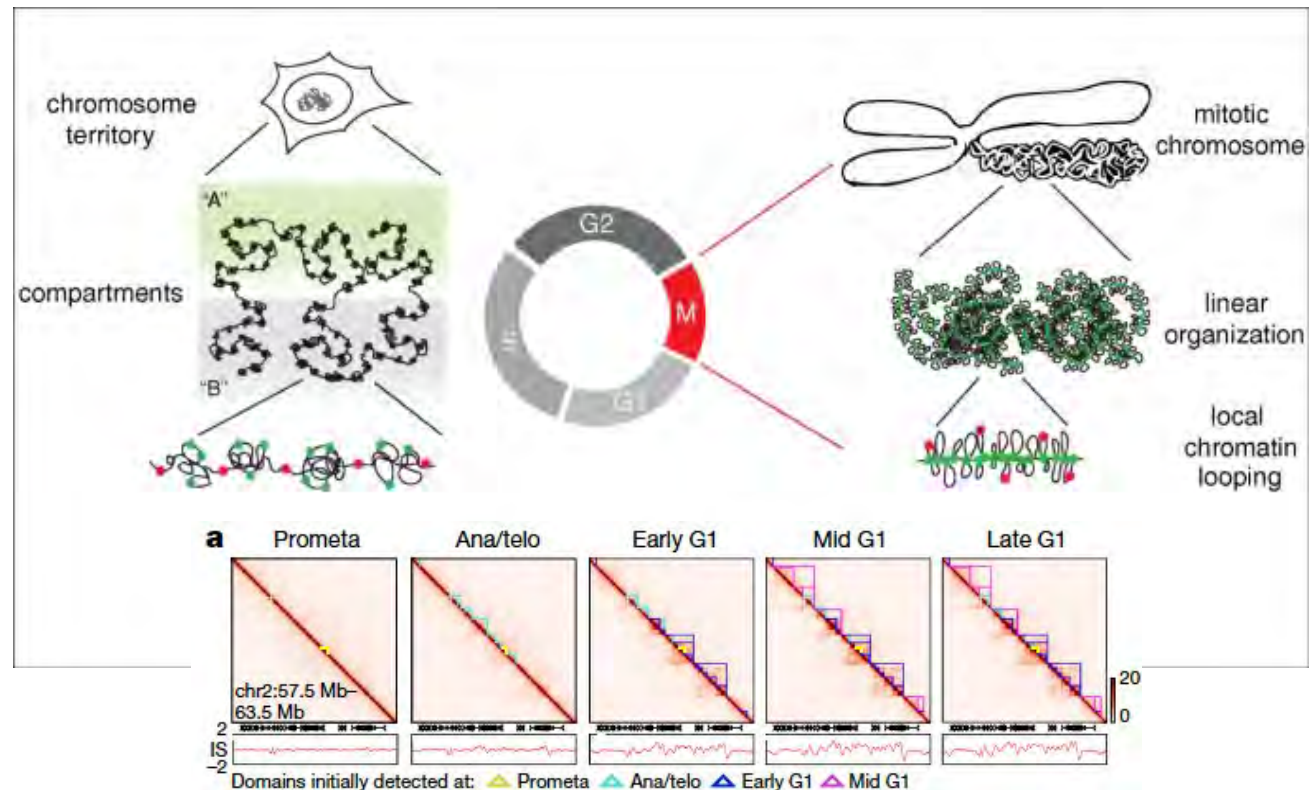 chromosome
territory
"A"
compartments
"B"
G2
M
G1
S
mitotic
chromosome
linear
organization
local
chromatin
looping
a Prometa Ana/telo Early G1 Mid G1 Late G1
chr2:57.5 Mb–
63.5 Mb
20
0
2
IS
–2
Domains initially detected at: Prometa Ana/telo Early G1 Mid G1